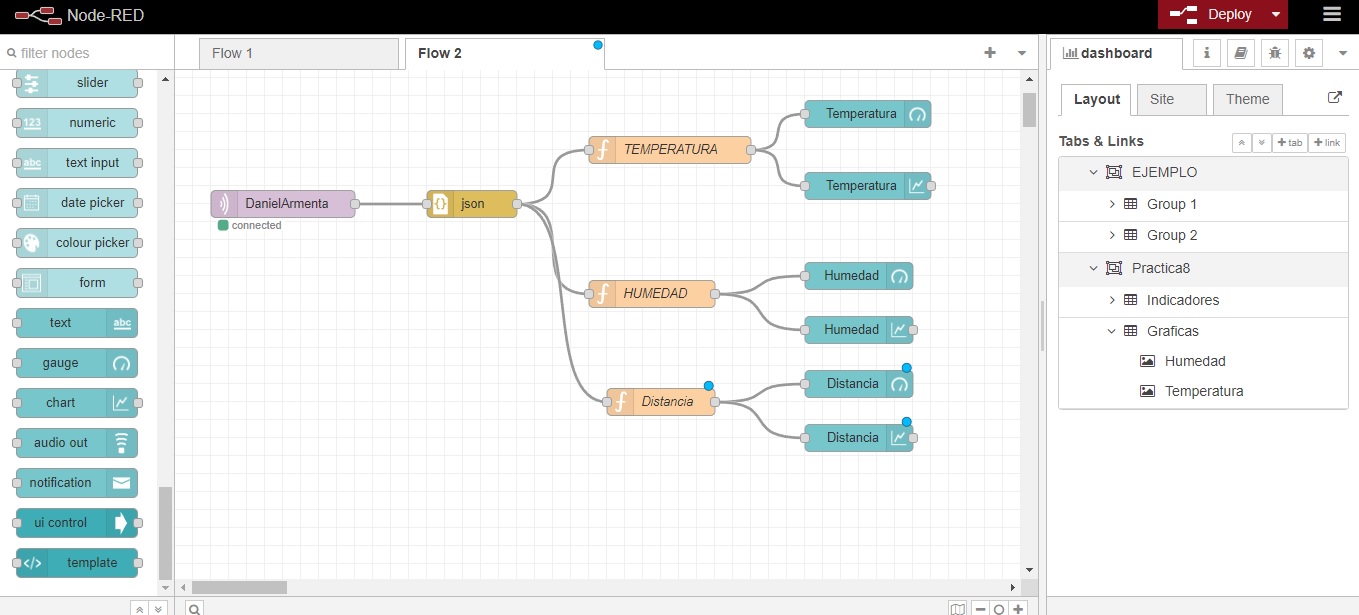 Node-RED
Deploy
filter nodes
Flow 1
Flow 2
dashboard
i
Layout
Site
Theme
Tabs & Links
tab
link
EJEMPLO
Group 1
Group 2
Practica8
Indicadores
Graficas
Humedad
Temperatura
slider
123 numeric
abc text input
date picker
colour picker
form
text abc
gauge
chart
audio out
notification
ui control
</> template
DanielArmenta
connected
{} json
f TEMPERATURA
Temperatura
Temperatura
f HUMEDAD
Humedad
Humedad
f Distancia
Distancia
Distancia